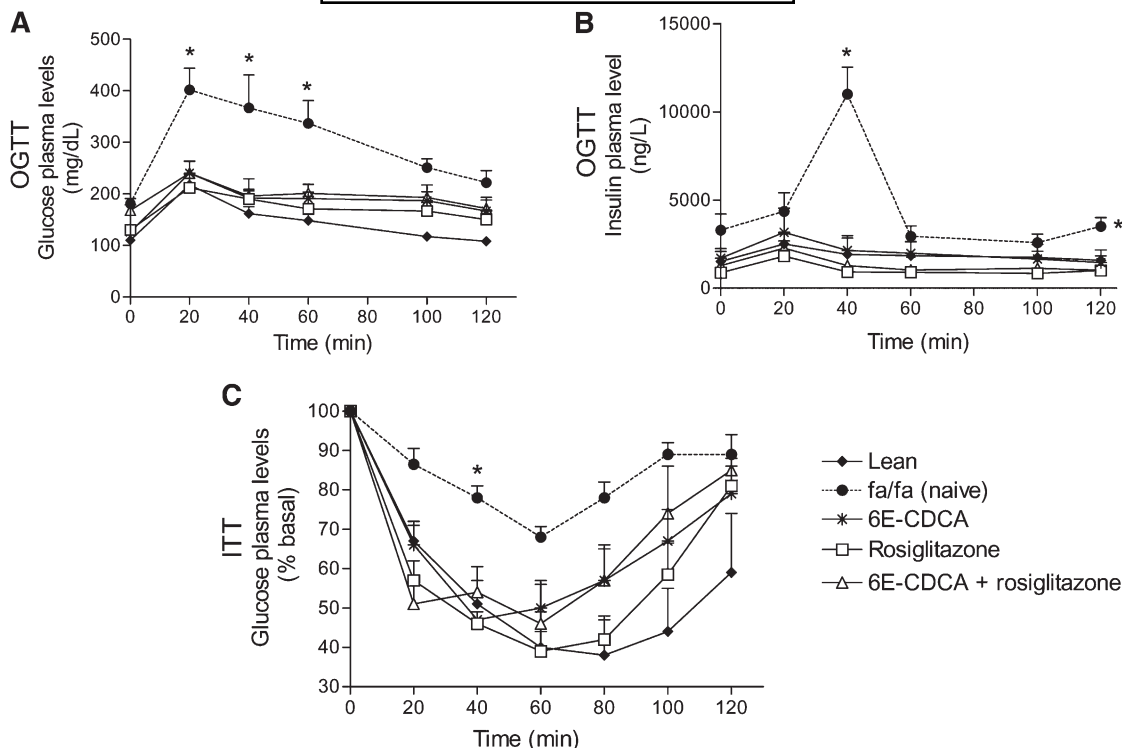 A
OGTT
Glucose plasma levels
(mg/dL)
500
400
300
200
100
0
* * *
0 20 40 60 80 100 120
Time (min)
B
OGTT
Insulin plasma level
(ng/L)
15000
10000
5000
0
*
*
0 20 40 60 80 100 120
Time (min)
C
ITT
Glucose plasma levels
(% basal)
100
90
80
70
60
50
40
30
*
0 20 40 60 80 100 120
Time (min)
Lean
fa/fa (naive)
6E-CDCA
Rosiglitazone
6E-CDCA + rosiglitazone